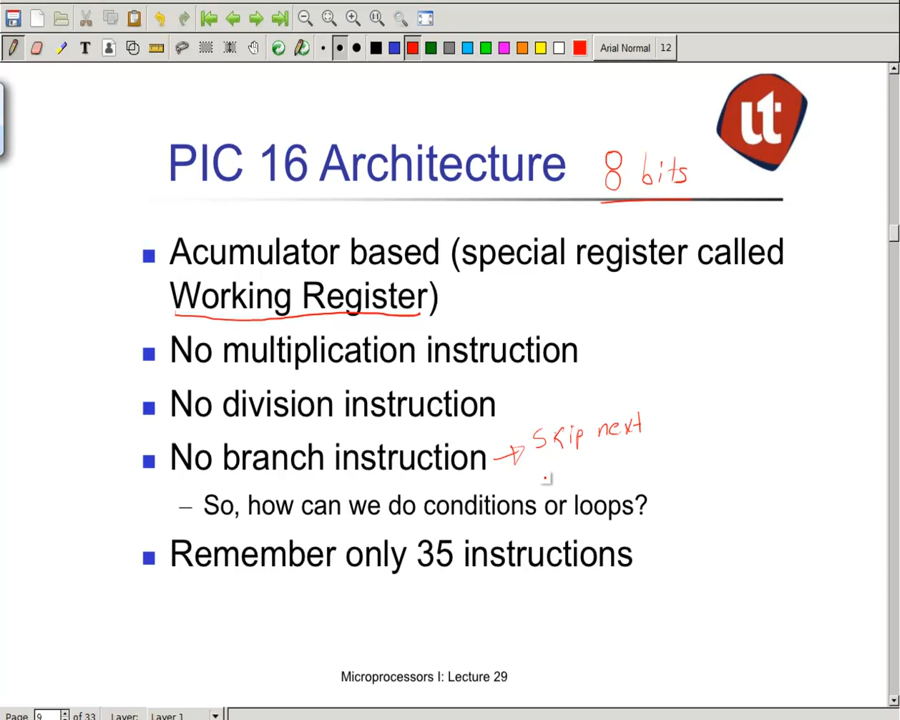 Arial Normal 12
ut
PIC 16 Architecture 8 bits
Acumulator based (special register called
Working Register)
No multiplication instruction
No division instruction
Skip next
No branch instruction
– So, how can we do conditions or loops?
Remember only 35 instructions
Microprocessors I: Lecture 29
Page 9 of 33 Layer: Layer 1